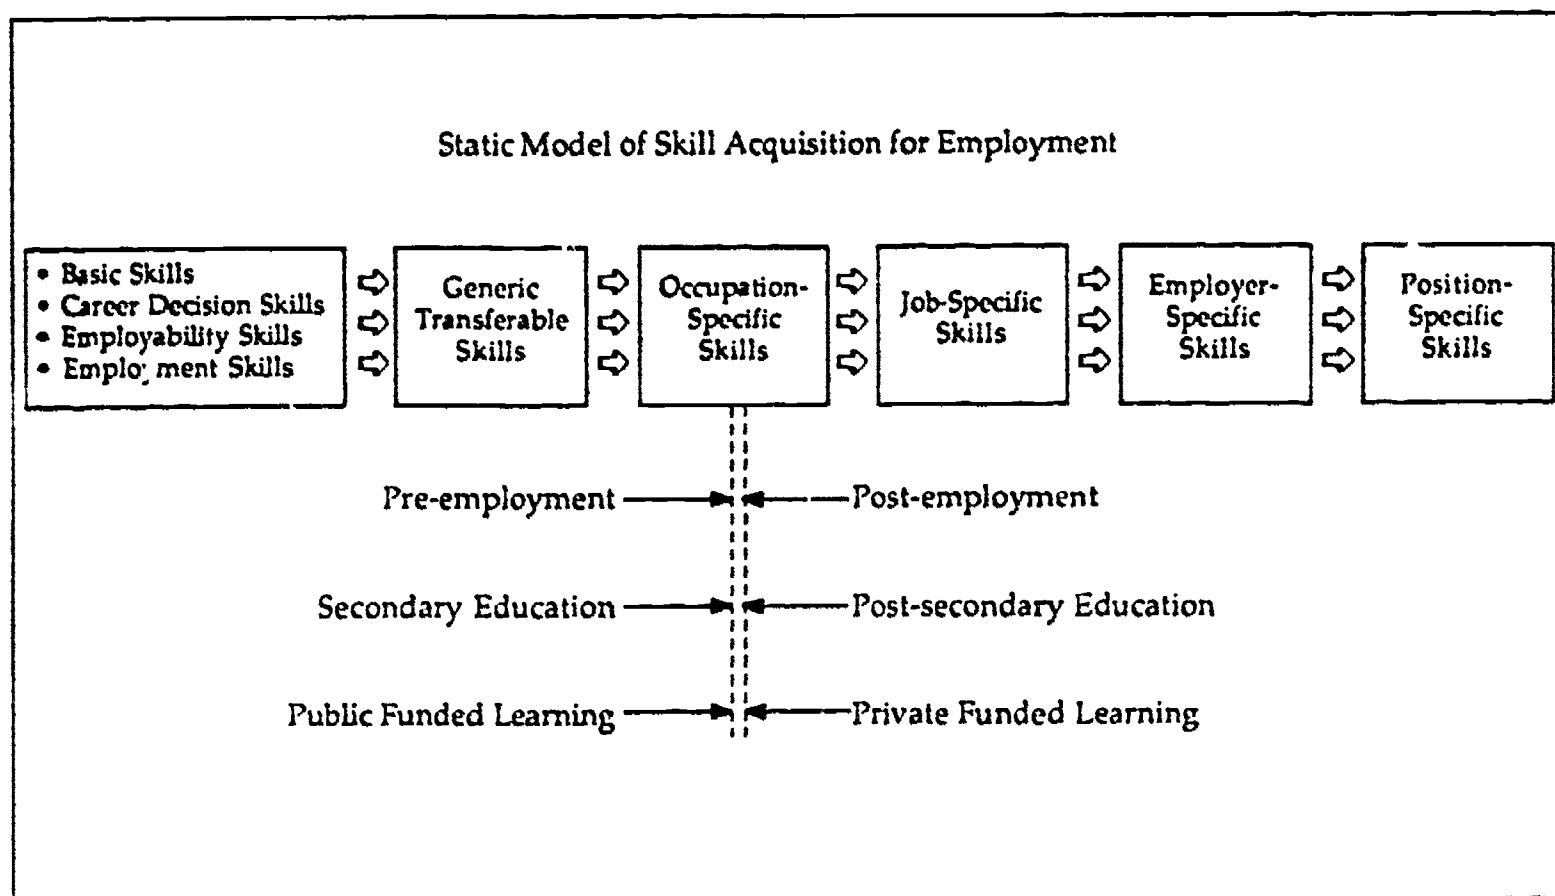 Static Model of Skill Acquisition for Employment
• Basic Skills
• Career Decision Skills
• Employability Skills
• Employment Skills
Generic
Transferable
Skills
Occupation-
Specific
Skills
Job-Specific
Skills
Employer-
Specific
Skills
Position-
Specific
Skills
Pre-employment
Post-employment
Secondary Education
Post-secondary Education
Public Funded Learning
Private Funded Learning